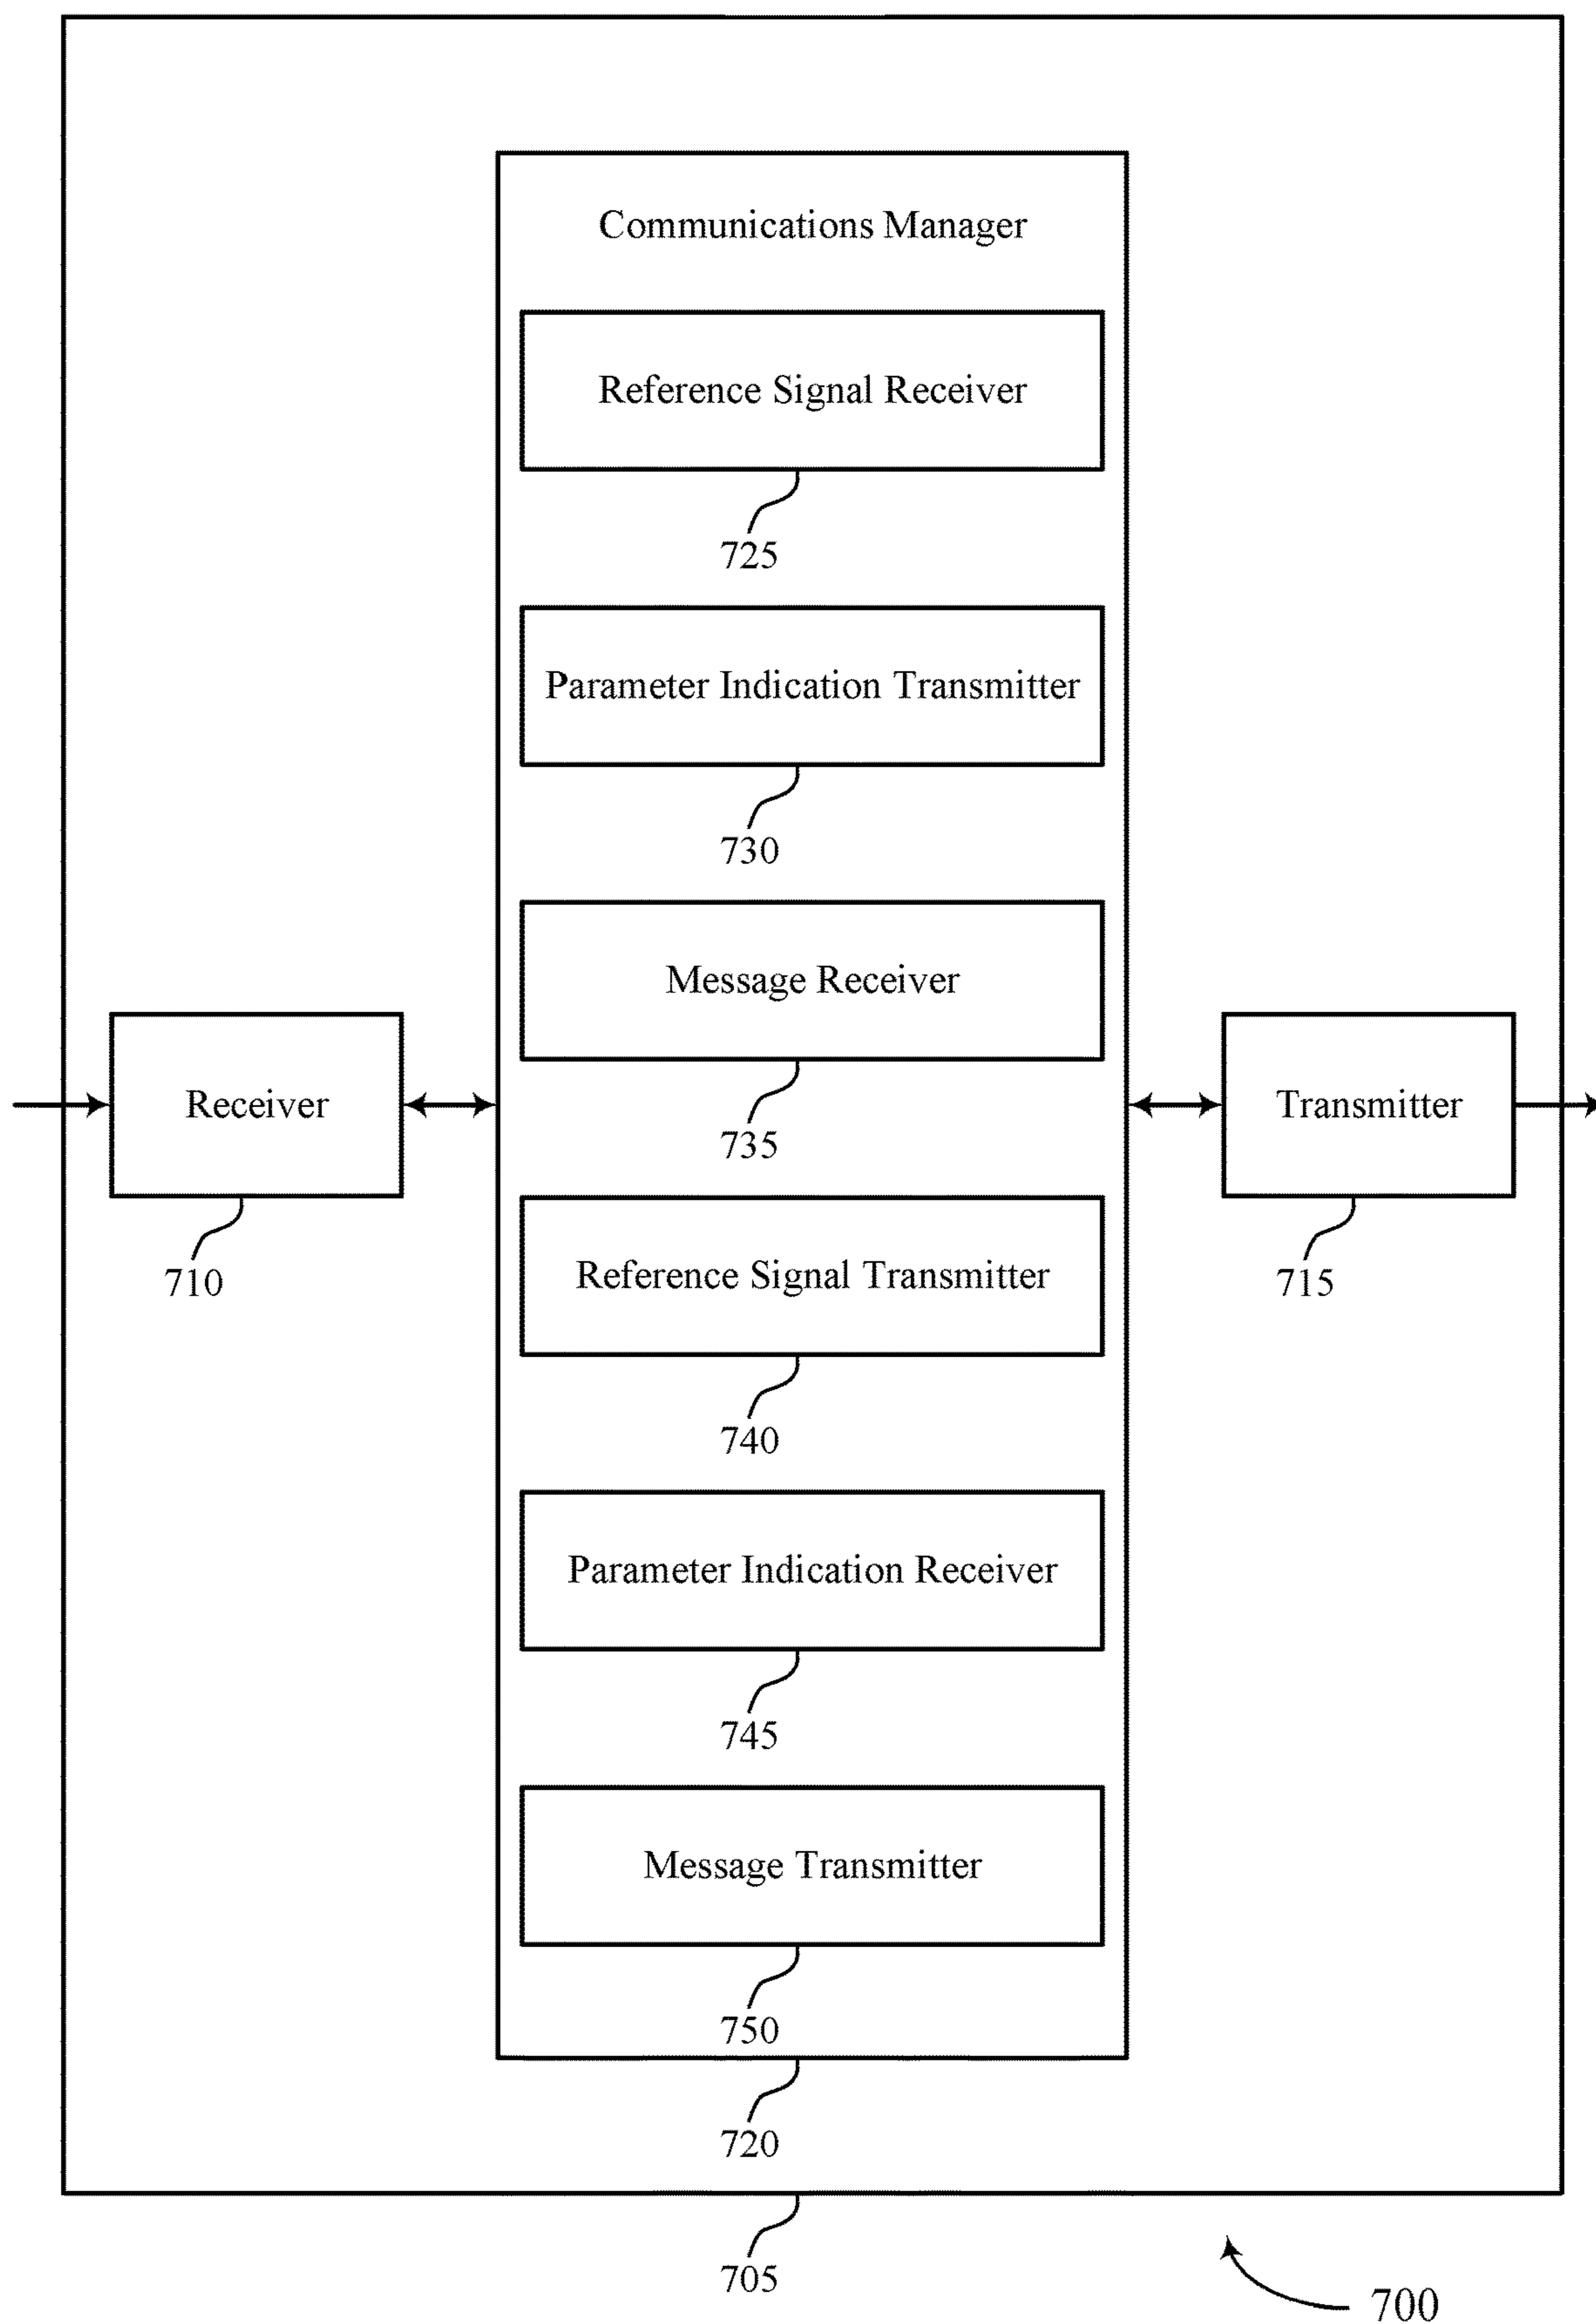 Communications Manager
Reference Signal Receiver
725
Parameter Indication Transmitter
730
Message Receiver
735
Receiver
710
Transmitter
715
Reference Signal Transmitter
740
Parameter Indication Receiver
745
Message Transmitter
750
720
705
700